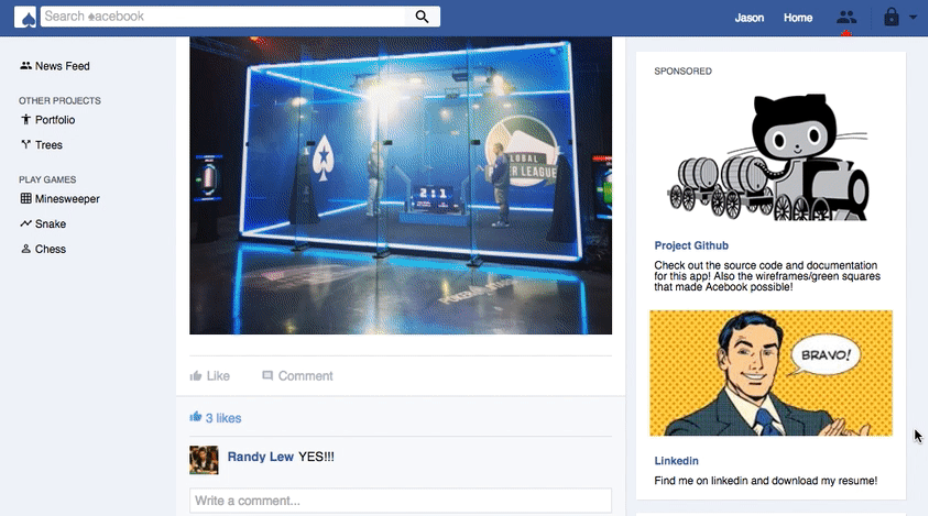 Search ♠acebook
Jason
Home
News Feed
OTHER PROJECTS
Portfolio
Trees
PLAY GAMES
Minesweeper
Snake
Chess
GLOBAL
LEAGUE
2:1
Like
Comment
3 likes
Randy Lew YES!!!
Write a comment...
SPONSORED
Project Github
Check out the source code and documentation
for this app! Also the wireframes/green squares
that made Acebook possible!
BRAVO!
Linkedin
Find me on linkedin and download my resume!